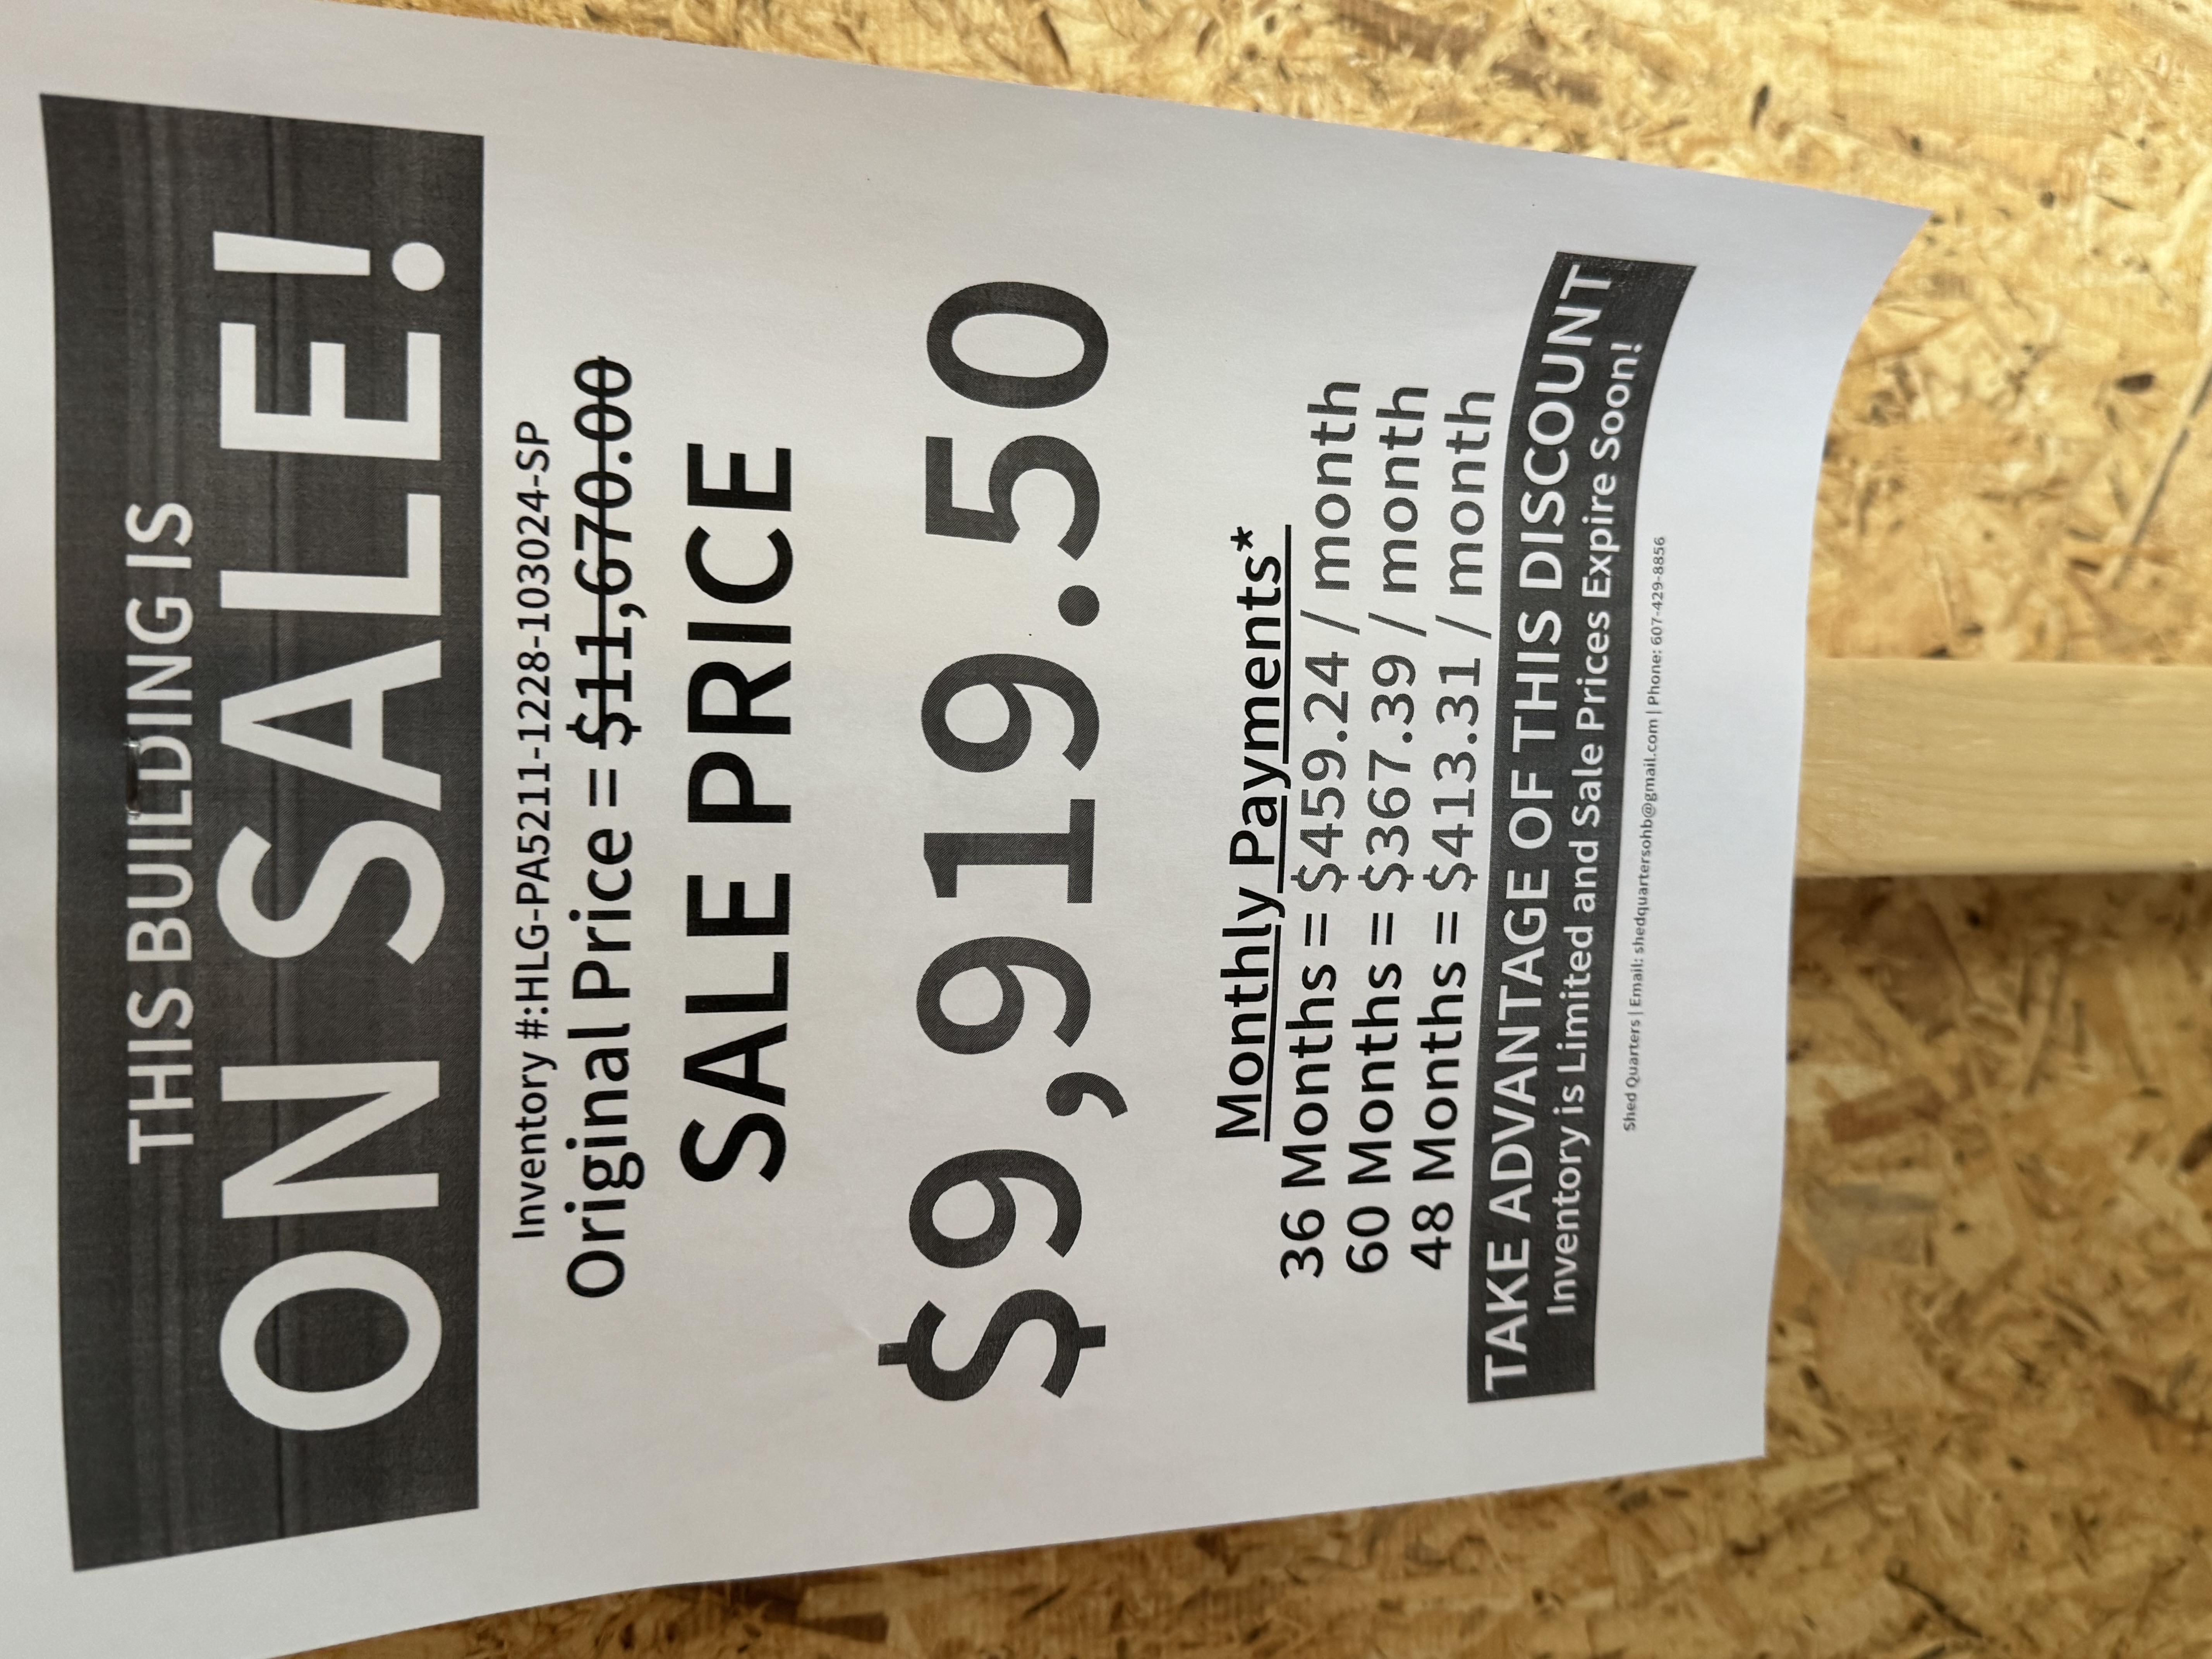 THIS BUILDING IS
ON SALE!
Inventory #:HLG-PA5211-1228-103024-SP
Original Price = $11,670.00
SALE PRICE
$9,919.50
Monthly Payments*
36 Months = $459.24 / month
60 Months = $367.39 / month
48 Months = $413.31 / month
TAKE ADVANTAGE OF THIS DISCOUNT
Inventory is Limited and Sale Prices Expire Soon!
Shed Quarters | Email: shedquartersohb@gmail.com | Phone: 607-429-8856